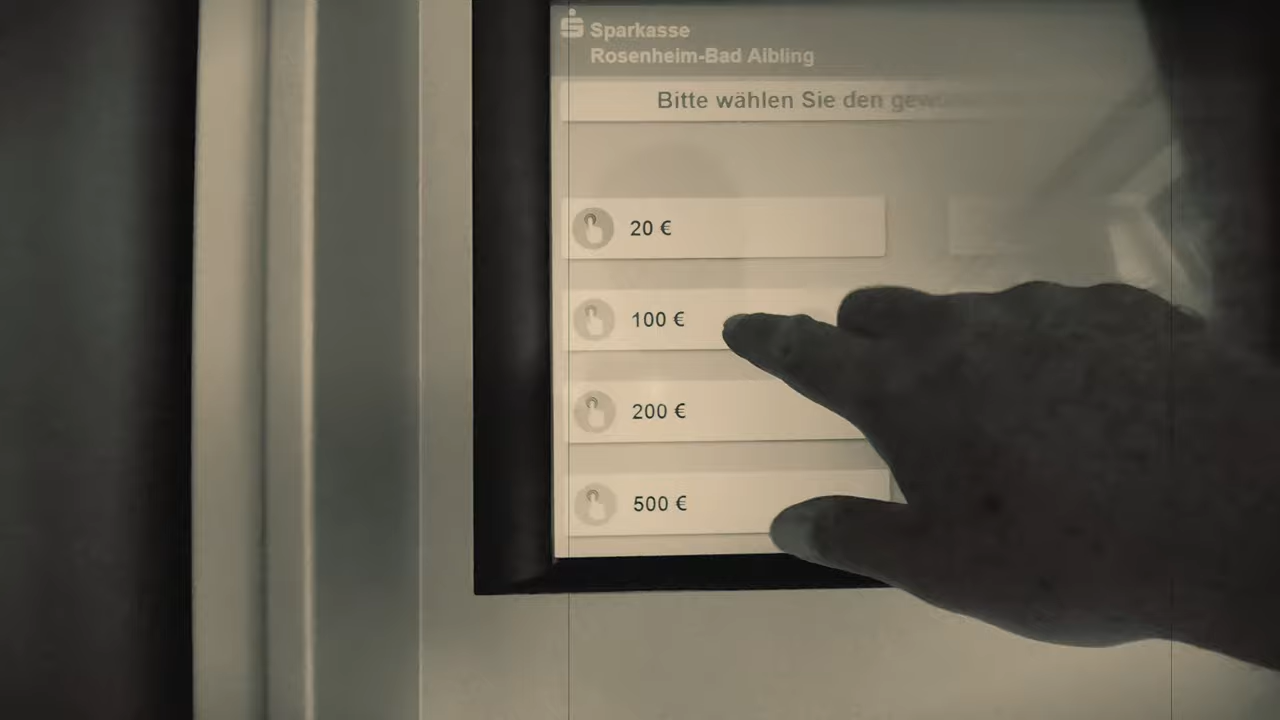 Sparkasse
Rosenheim-Bad Aibling
Bitte wählen Sie den
20 €
100 €
200 €
500 €